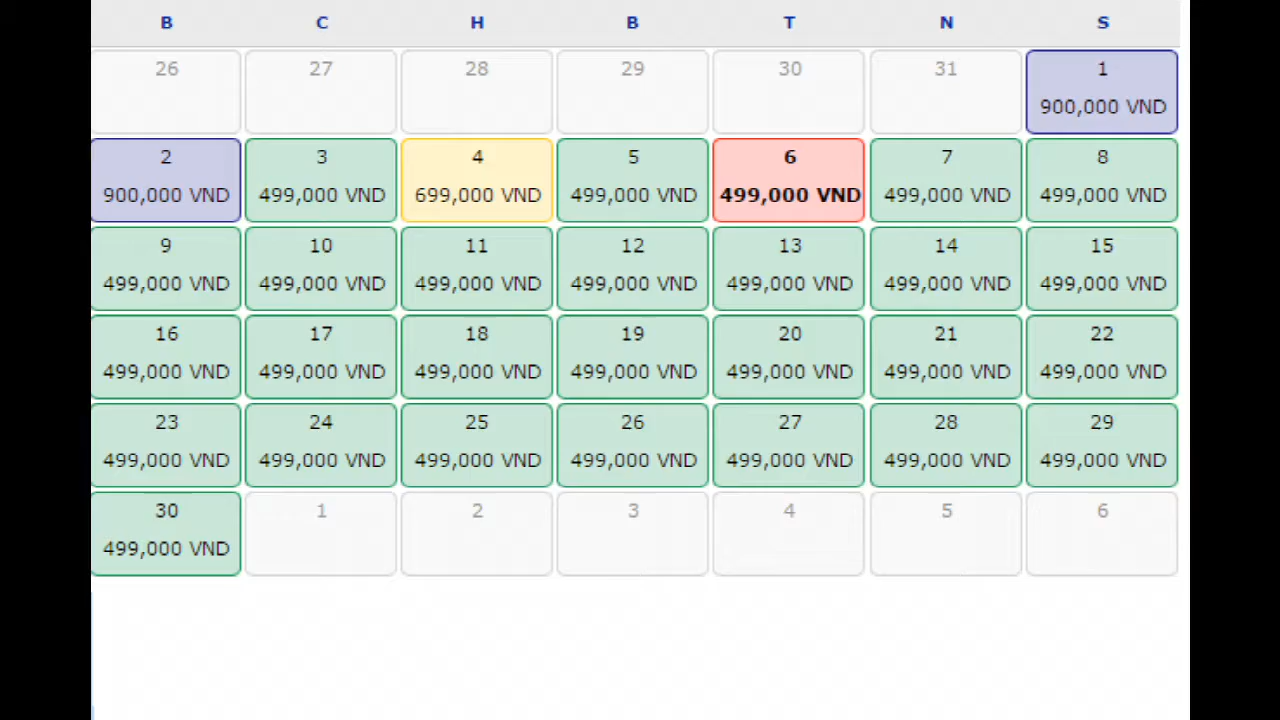 B C H B T N S
26 27 28 29 30 31 1
900,000 VND
2 3 4 5 6 7 8
900,000 VND 499,000 VND 699,000 VND 499,000 VND 499,000 VND 499,000 VND 499,000 VND
9 10 11 12 13 14 15
499,000 VND 499,000 VND 499,000 VND 499,000 VND 499,000 VND 499,000 VND 499,000 VND
16 17 18 19 20 21 22
499,000 VND 499,000 VND 499,000 VND 499,000 VND 499,000 VND 499,000 VND 499,000 VND
23 24 25 26 27 28 29
499,000 VND 499,000 VND 499,000 VND 499,000 VND 499,000 VND 499,000 VND 499,000 VND
30 1 2 3 4 5 6
499,000 VND